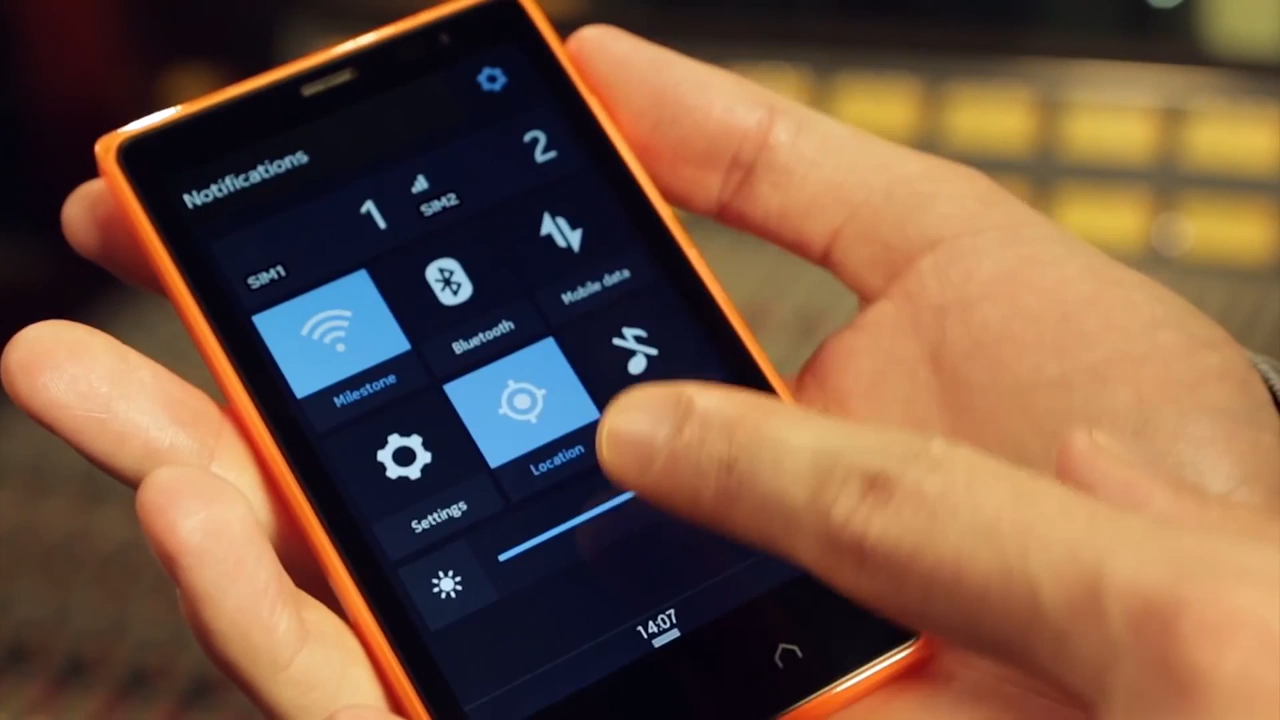 Notifications
1
SIM1
2
SIM2
Milestone
Bluetooth
Mobile data
Settings
Location
14:07